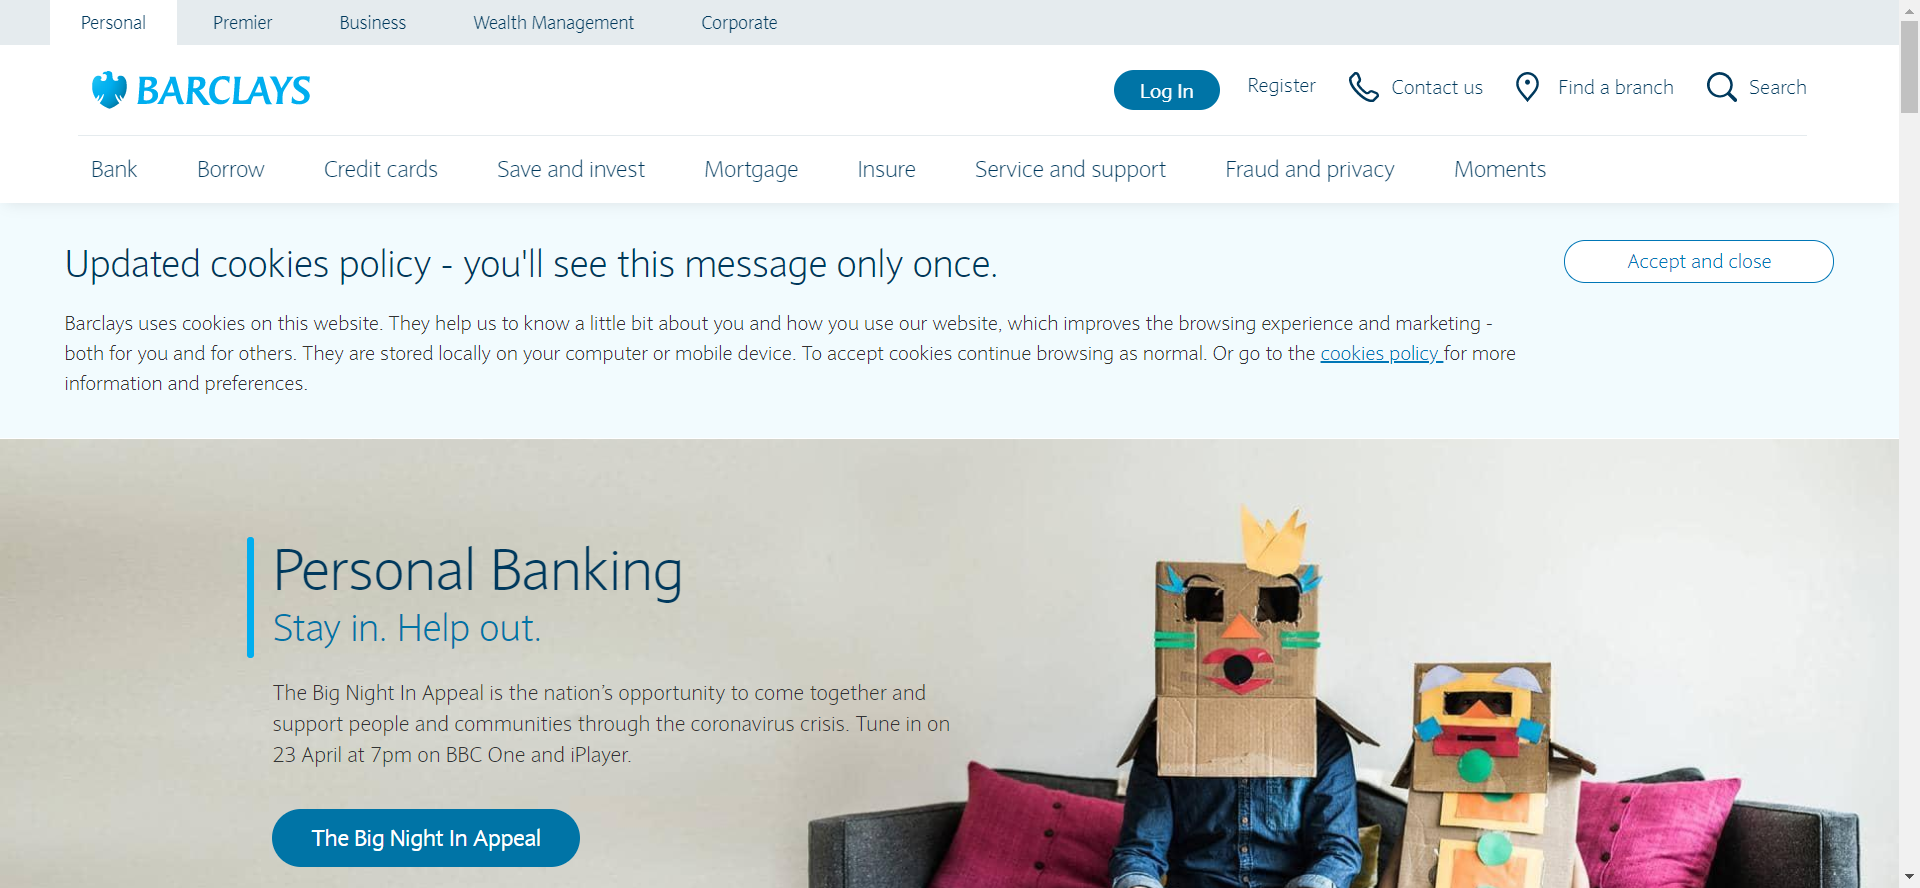 Personal Premier Business Wealth Management Corporate
BARCLAYS
Log In Register Contact us Find a branch Search
Bank Borrow Credit cards Save and invest Mortgage Insure Service and support Fraud and privacy Moments
Updated cookies policy - you'll see this message only once.
Accept and close
Barclays uses cookies on this website. They help us to know a little bit about you and how you use our website, which improves the browsing experience and marketing -
both for you and for others. They are stored locally on your computer or mobile device. To accept cookies continue browsing as normal. Or go to the cookies policy for more
information and preferences.
Personal Banking
Stay in. Help out.
The Big Night In Appeal is the nation’s opportunity to come together and
support people and communities through the coronavirus crisis. Tune in on
23 April at 7pm on BBC One and iPlayer.
The Big Night In Appeal